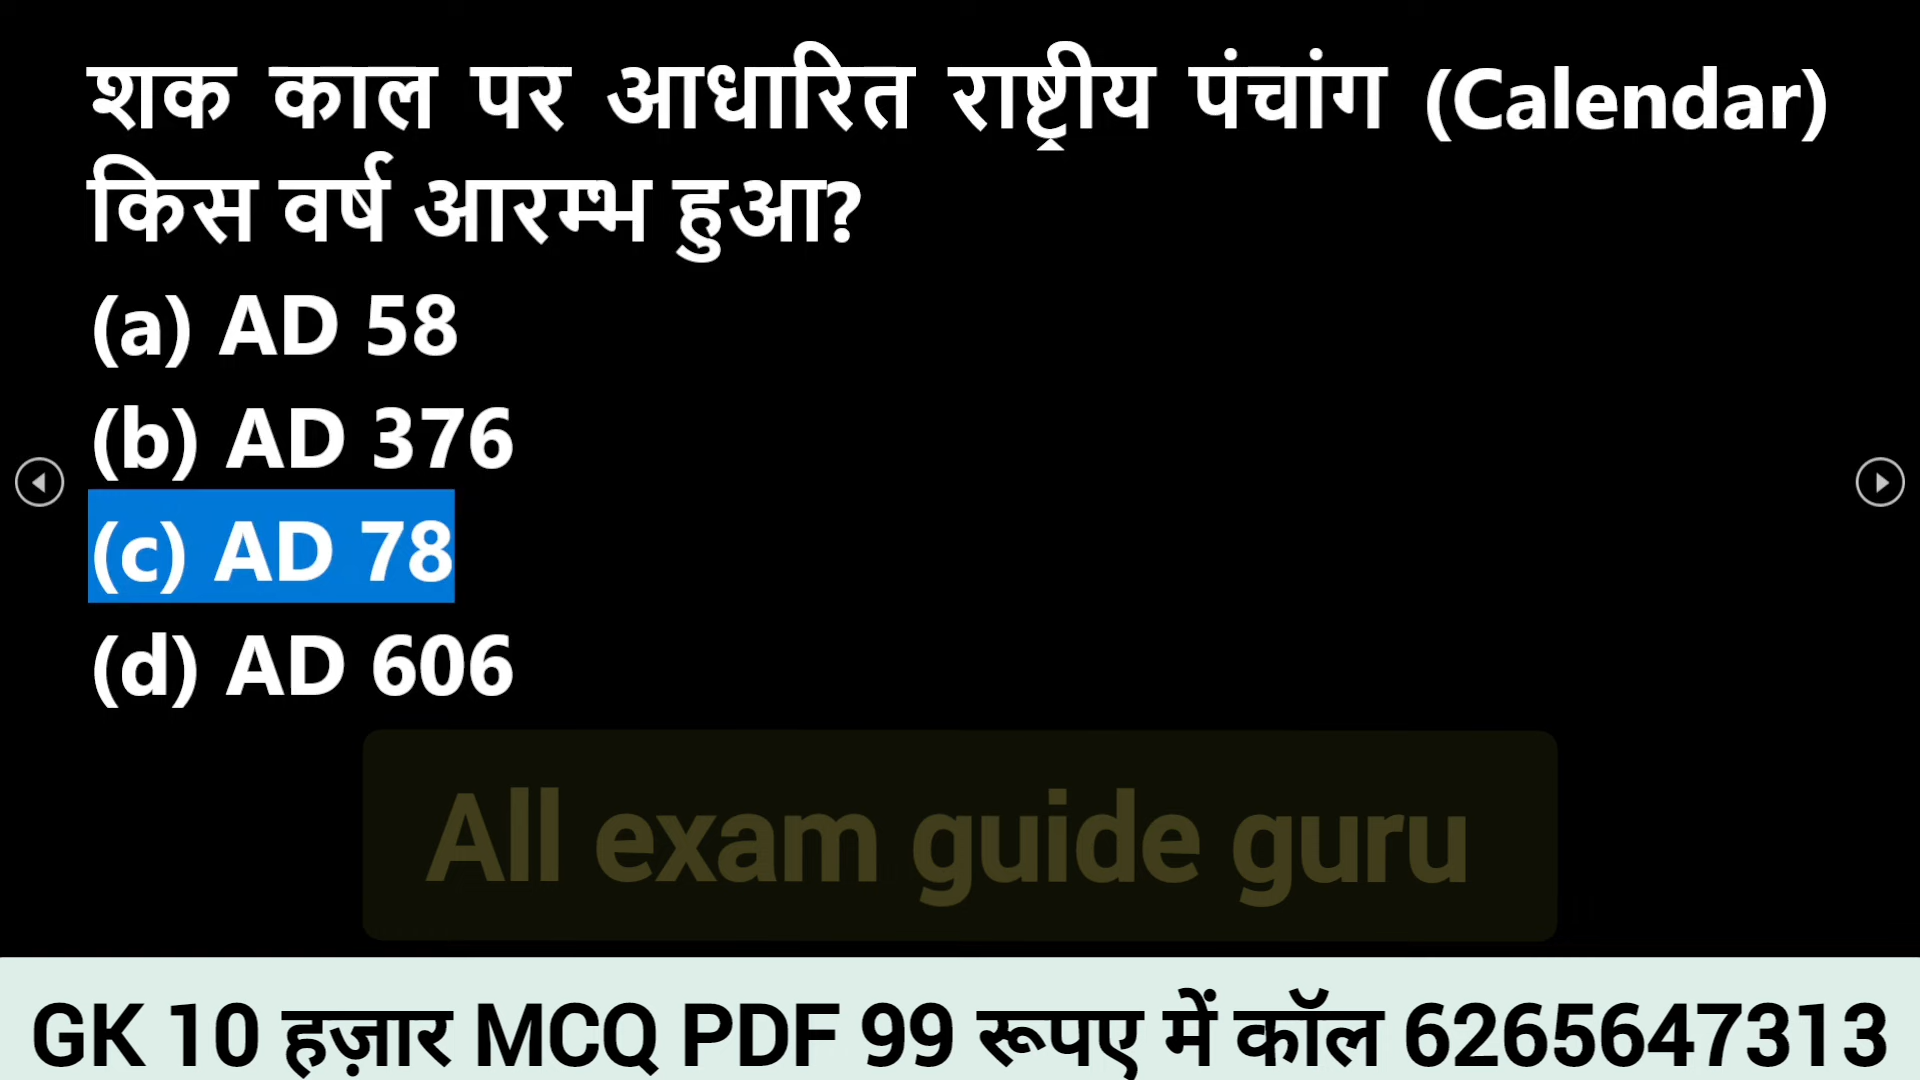 शक काल पर आधारित राष्ट्रीय पंचांग (Calendar)
किस वर्ष आरम्भ हुआ?
(a) AD 58
(b) AD 376
(c) AD 78
(d) AD 606
All exam guide guru
GK 10 हज़ार MCQ PDF 99 रूपए में कॉल 6265647313